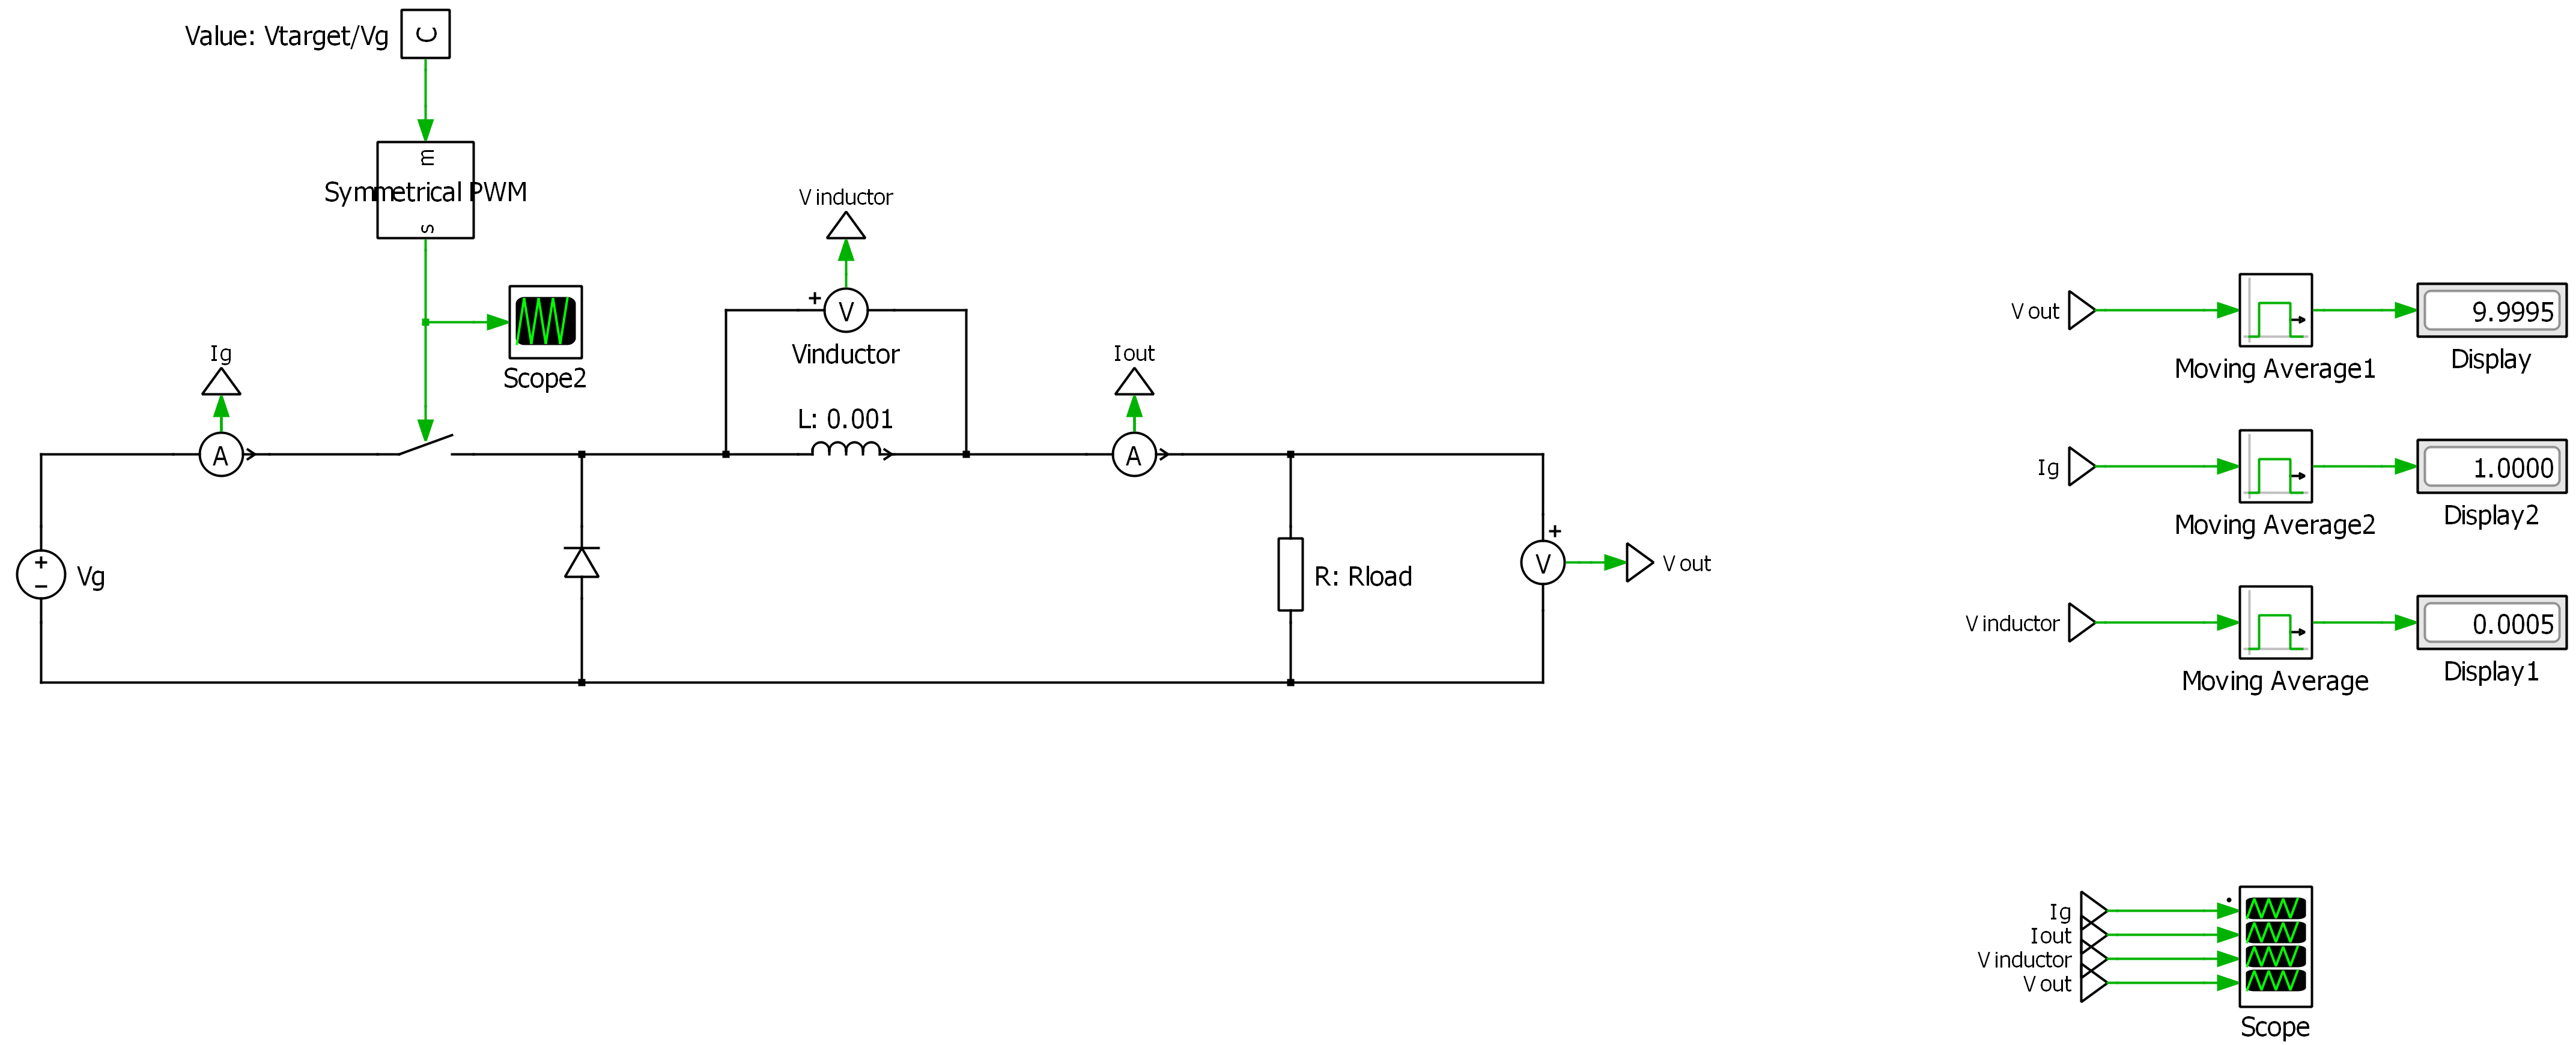 Value: Vtarget/Vg
C
m
Symmetrical PWM
s
Scope2
Ig
A
Vg
V inductor
V
Vinductor
L: 0.001
Iout
A
R: Rload
V
V out
V out
Moving Average1
9.9995
Display
Ig
Moving Average2
1.0000
Display2
V inductor
Moving Average
0.0005
Display1
Ig
Iout
V inductor
V out
Scope